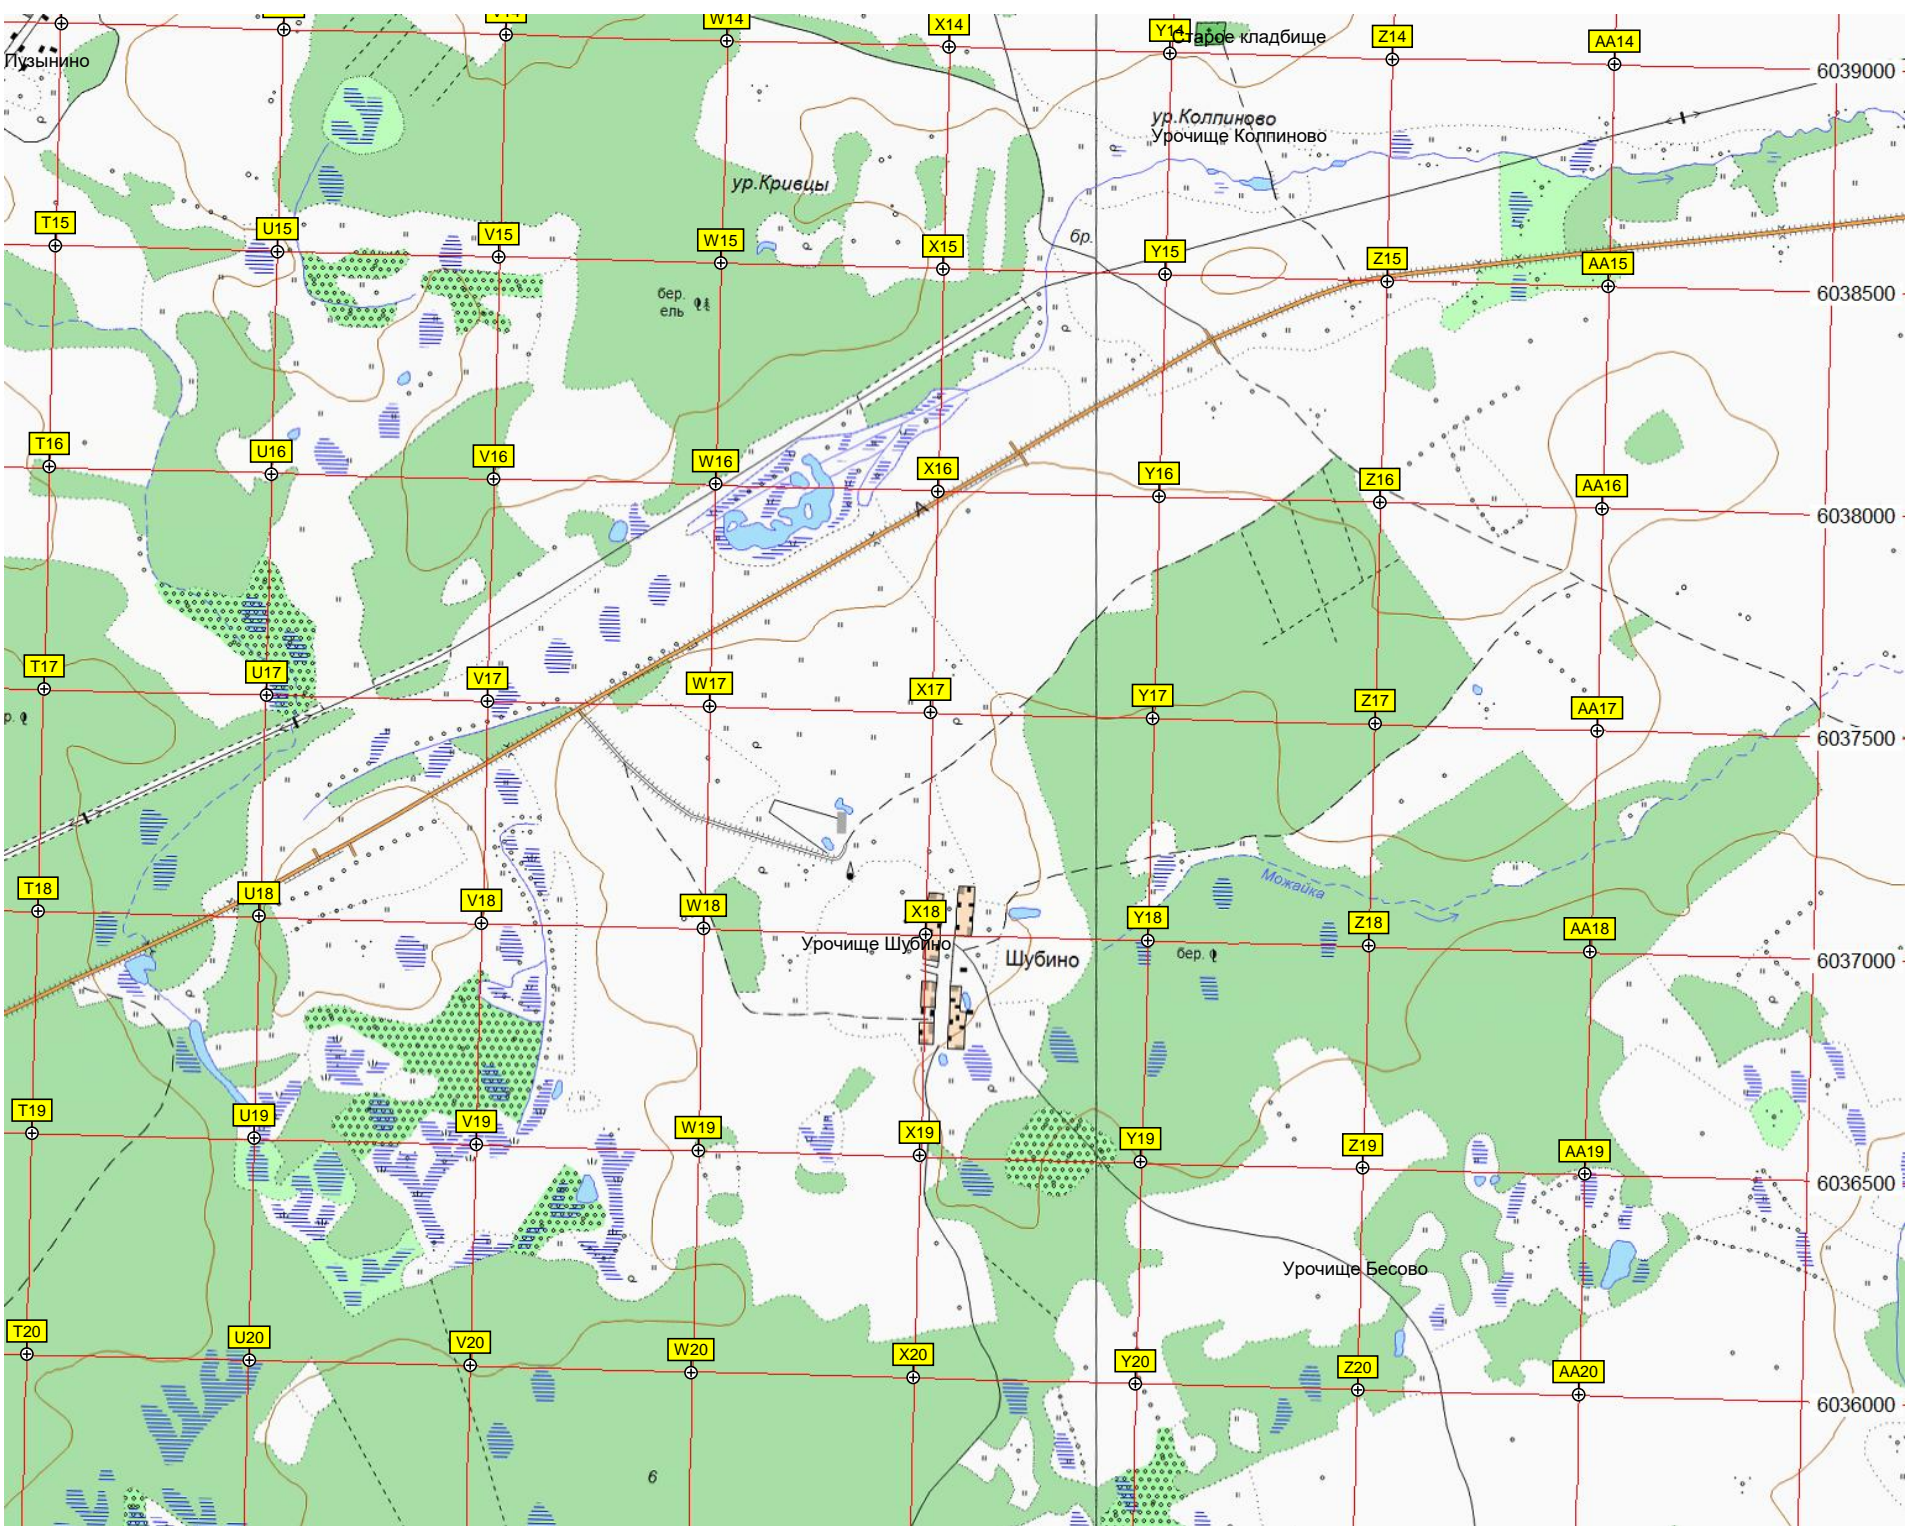 W14
X14
Y14
Старое кладбище
Z14
AA14
Пузынино
6039000
ур.Колпиново
Урочище Колпиново
ур.Кривцы
T15
U15
V15
W15
X15
бр.
Y15
Z15
AA15
6038500
бер.
ель
T16
U16
V16
W16
X16
Y16
Z16
AA16
6038000
А
T17
U17
V17
W17
X17
Y17
Z17
AA17
р.
6037500
T18
U18
V18
W18
X18
Y18
Z18
AA18
Можайка
Урочище Шубино
Шубино
бер.
6037000
T19
U19
V19
W19
X19
Y19
Z19
AA19
6036500
Урочище Бесово
T20
U20
V20
W20
X20
Y20
Z20
AA20
6036000
6